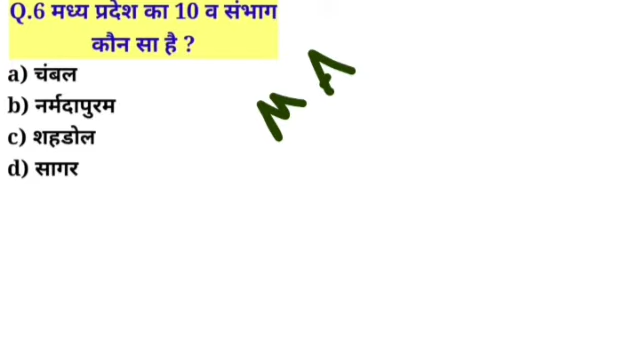 Q.6 मध्य प्रदेश का 10 व संभाग
कौन सा है ?
a) चंबल
b) नर्मदापुरम
c) शहडोल
d) सागर